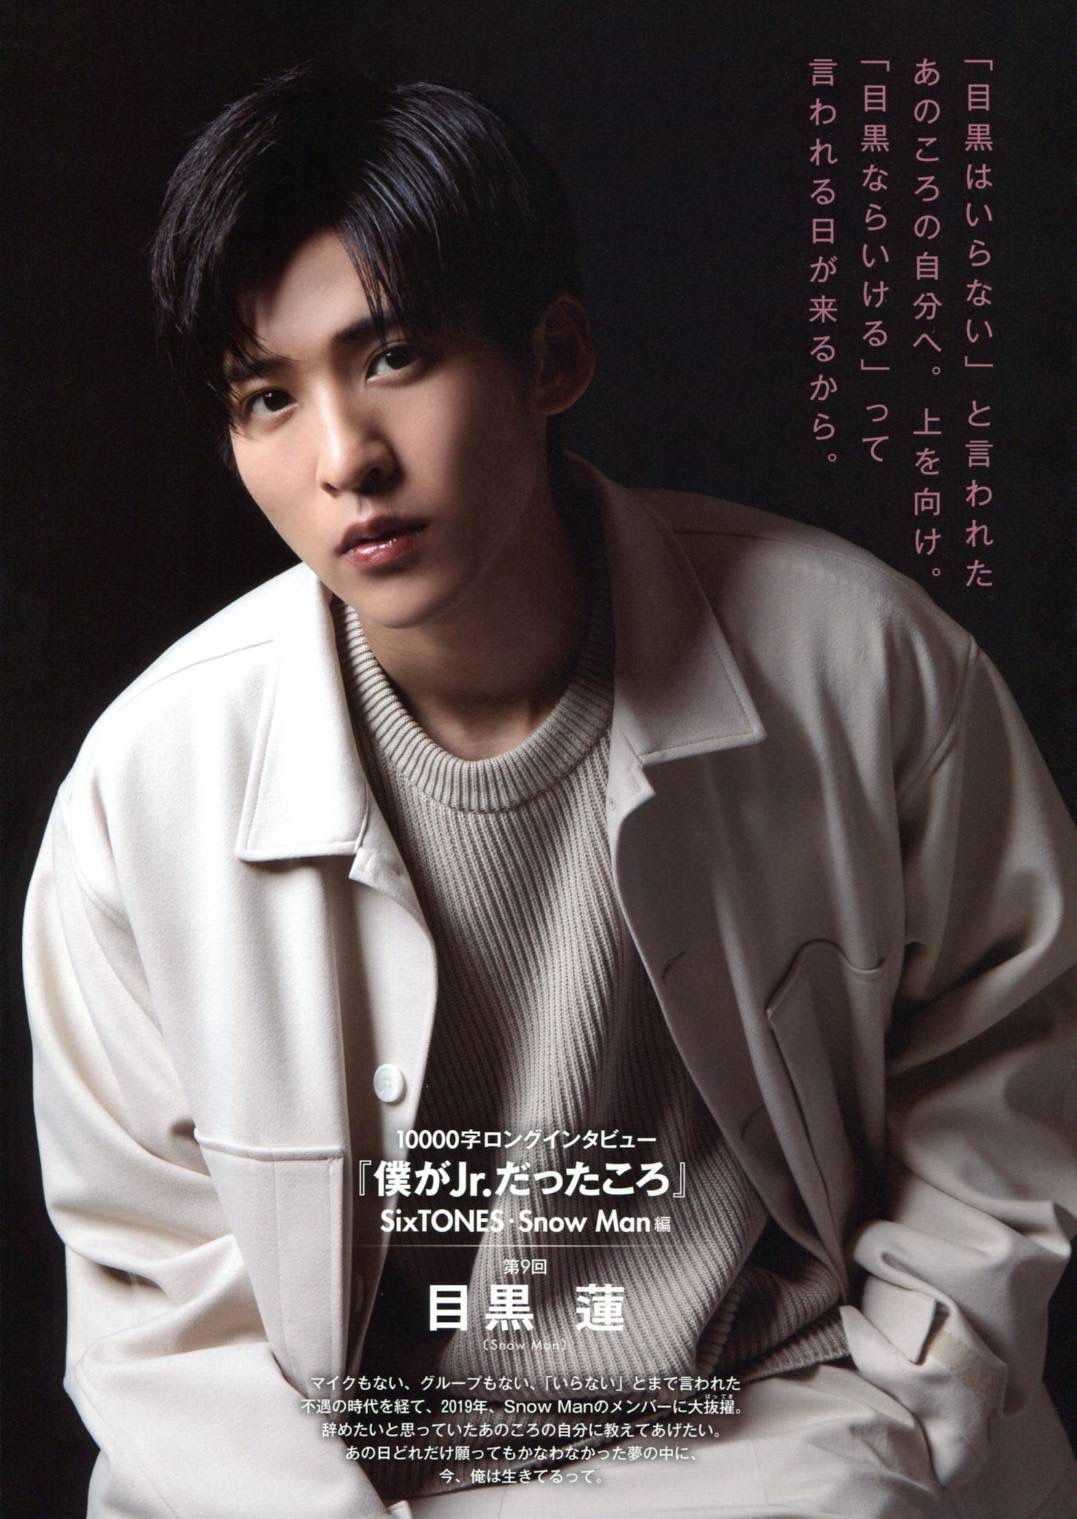 「目黒はいらない」と言われた
あのころの自分へ。上を向け。
「目黒ならいける」って
言われる日が来るから。
10000字ロングインタビュー
『僕がJr.だったころ』
SixTONES・Snow Man編
第9回
目黒 蓮
〔Snow Man〕
マイクもない、グループもない、「いらない」とまで言われた
不遇の時代を経て、2019年、Snow Manのメンバーに大抜擢。
辞めたいと思っていたあのころの自分に教えてあげたい。
あの日どれだけ願ってもかなわなかった夢の中に、
今、俺は生きてるって。